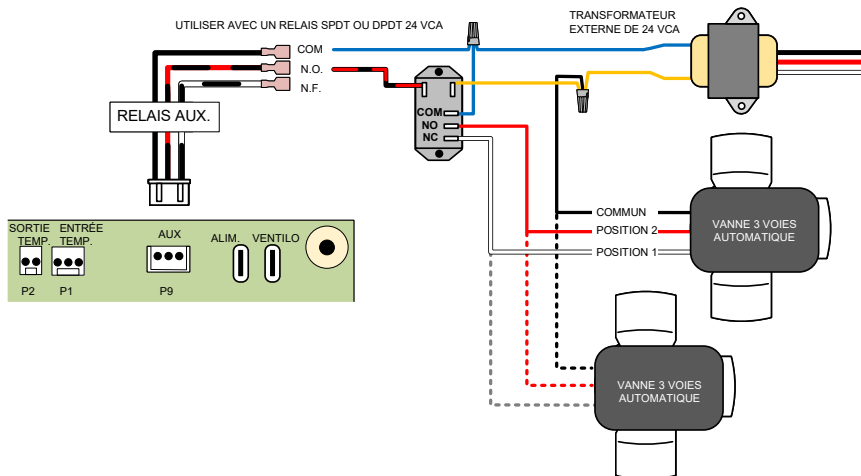 UTILISER AVEC UN RELAIS SPDT OU DPDT 24 VCA
TRANSFORMATEUR
EXTERNE DE 24 VCA
COM
N.O.
N.F.
RELAIS AUX.
COM
NO
NC
SORTIE
TEMP.
ENTRÉE
TEMP.
AUX
ALIM.
VENTILO
P2
P1
P9
COMMUN
POSITION 2
POSITION 1
VANNE 3 VOIES
AUTOMATIQUE
VANNE 3 VOIES
AUTOMATIQUE